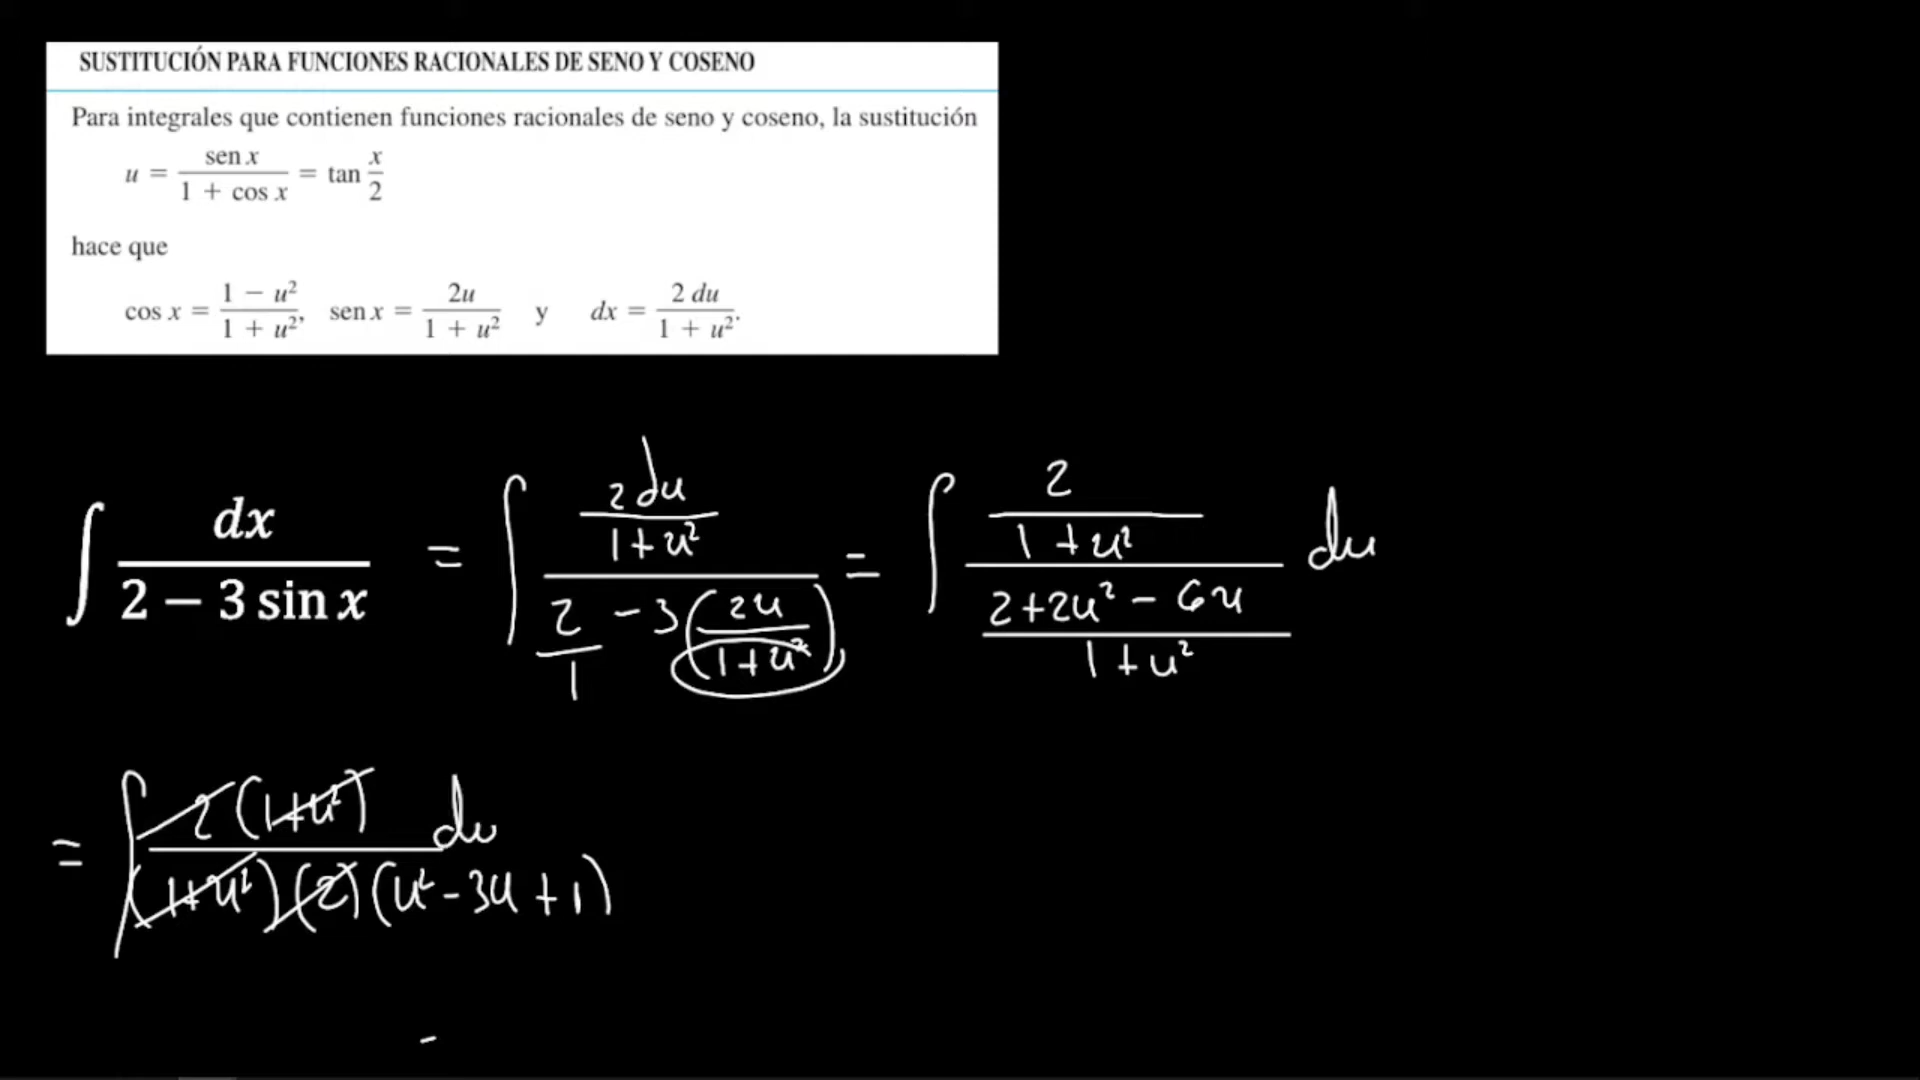 SUSTITUCIÓN PARA FUNCIONES RACIONALES DE SENO Y COSENO
Para integrales que contienen funciones racionales de seno y coseno, la sustitución
u = sen x / (1 + cos x) = tan x/2
hace que
cos x = (1 − u²)/(1 + u²), sen x = 2u/(1 + u²) y dx = 2 du/(1 + u²).
∫ dx/(2 − 3 sin x) = ∫ (2du/(1+u²))/(2/1 − 3(2u/(1+u²))) = ∫ (2/(1+u²))/((2+2u² − 6u)/(1+u²)) du
= ∫ 2(1+u²)/((1+u²)(2)(u² − 3u + 1)) du
-